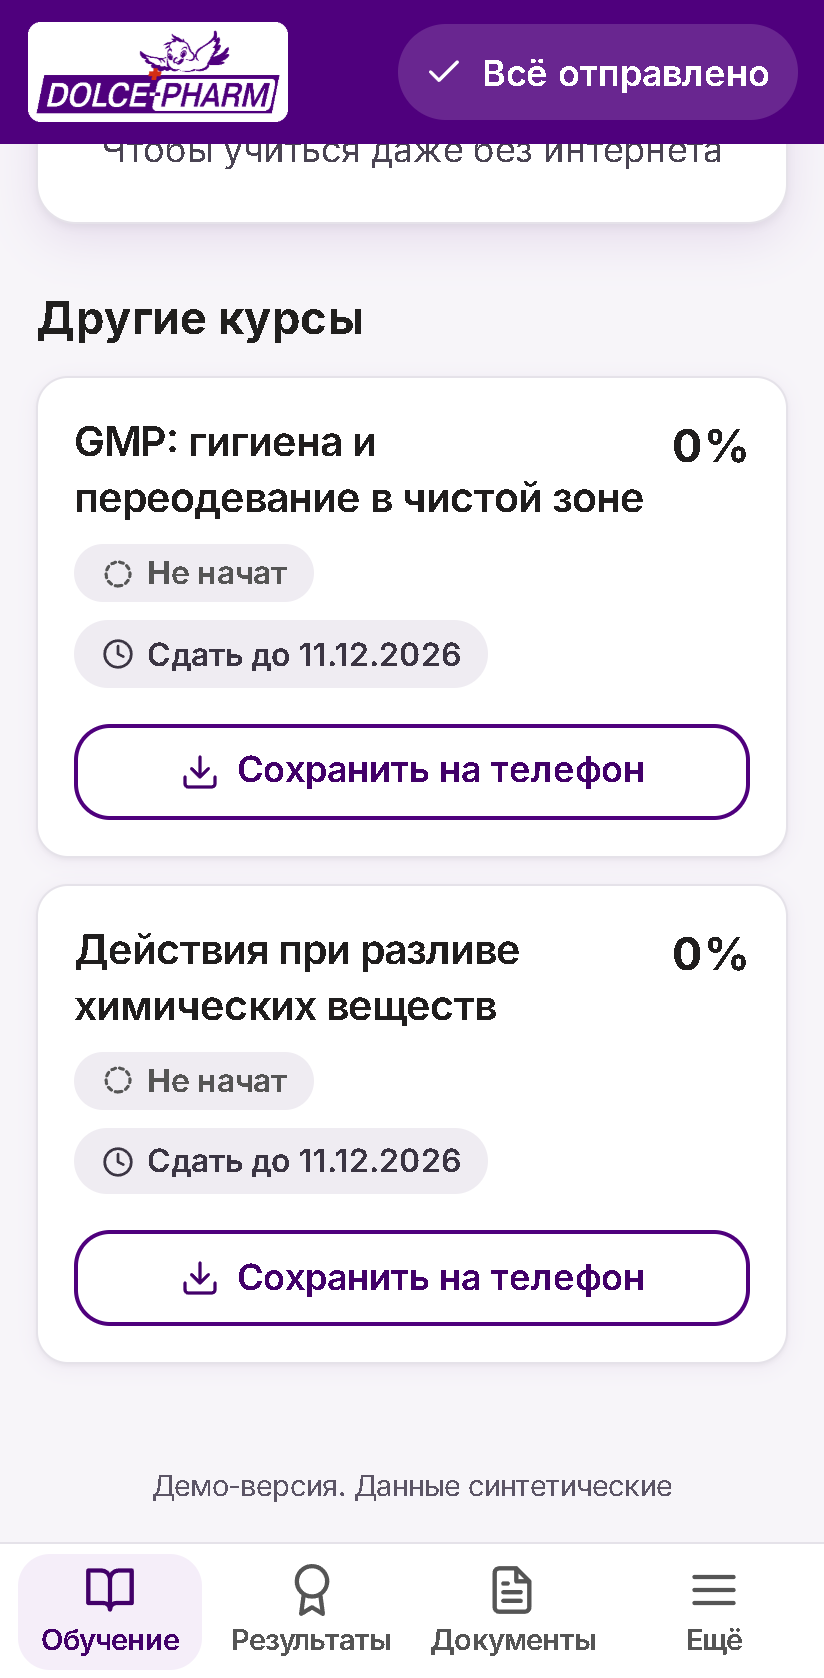 DOLCE-PHARM
Всё отправлено
Чтобы учиться даже без интернета
Другие курсы
GMP: гигиена и
переодевание в чистой зоне
0%
Не начат
Сдать до 11.12.2026
Сохранить на телефон
Действия при разливе
химических веществ
0%
Не начат
Сдать до 11.12.2026
Сохранить на телефон
Демо-версия. Данные синтетические
Обучение
Результаты
Документы
Ещё